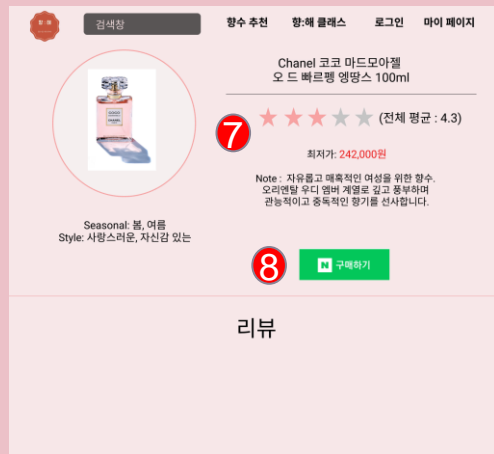 향:해
검색창
향수 추천
향:해 클래스
로그인
마이 페이지
Chanel 코코 마드모아젤
오 드 빠르펭 엥땅스 100ml
7
(전체 평균 : 4.3)
최저가: 242,000원
Note : 자유롭고 매혹적인 여성을 위한 향수.
오리엔탈 우디 엠버 계열로 깊고 풍부하며
관능적이고 중독적인 향기를 선사합니다.
Seasonal: 봄, 여름
Style: 사랑스러운, 자신감 있는
8
N 구매하기
리뷰